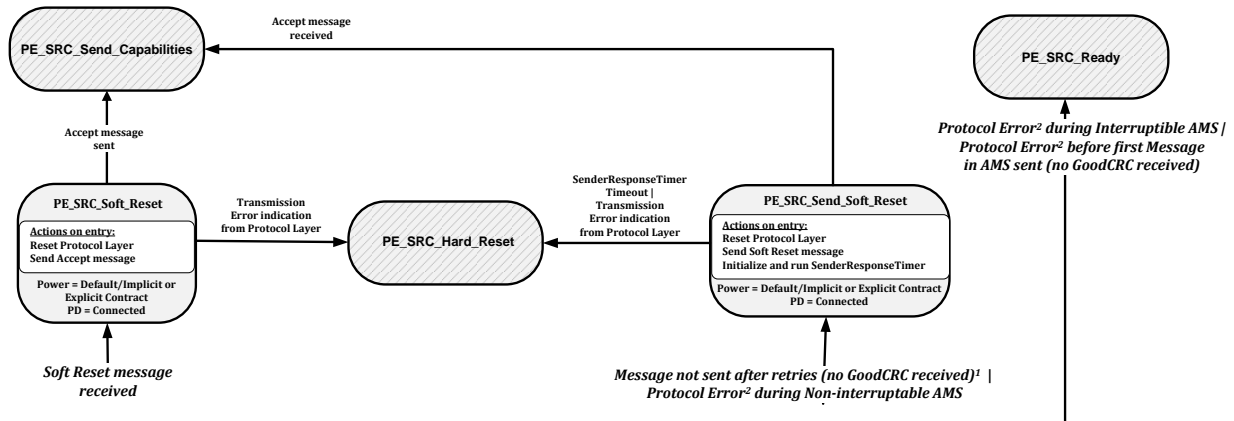 Accept message
received
PE_SRC_Send_Capabilities
PE_SRC_Ready
Accept message
sent
Protocol Error² during Interruptible AMS |
Protocol Error² before first Message
in AMS sent (no GoodCRC received)
PE_SRC_Soft_Reset
Actions on entry:
Reset Protocol Layer
Send Accept message
Power = Default/Implicit or
Explicit Contract
PD = Connected
Transmission
Error indication
from Protocol Layer
PE_SRC_Hard_Reset
SenderResponseTimer
Timeout |
Transmission
Error indication
from Protocol Layer
PE_SRC_Send_Soft_Reset
Actions on entry:
Reset Protocol Layer
Send Soft Reset message
Initialize and run SenderResponseTimer
Power = Default/Implicit or Explicit Contract
PD = Connected
Soft Reset message
received
Message not sent after retries (no GoodCRC received)¹ |
Protocol Error² during Non-interruptable AMS